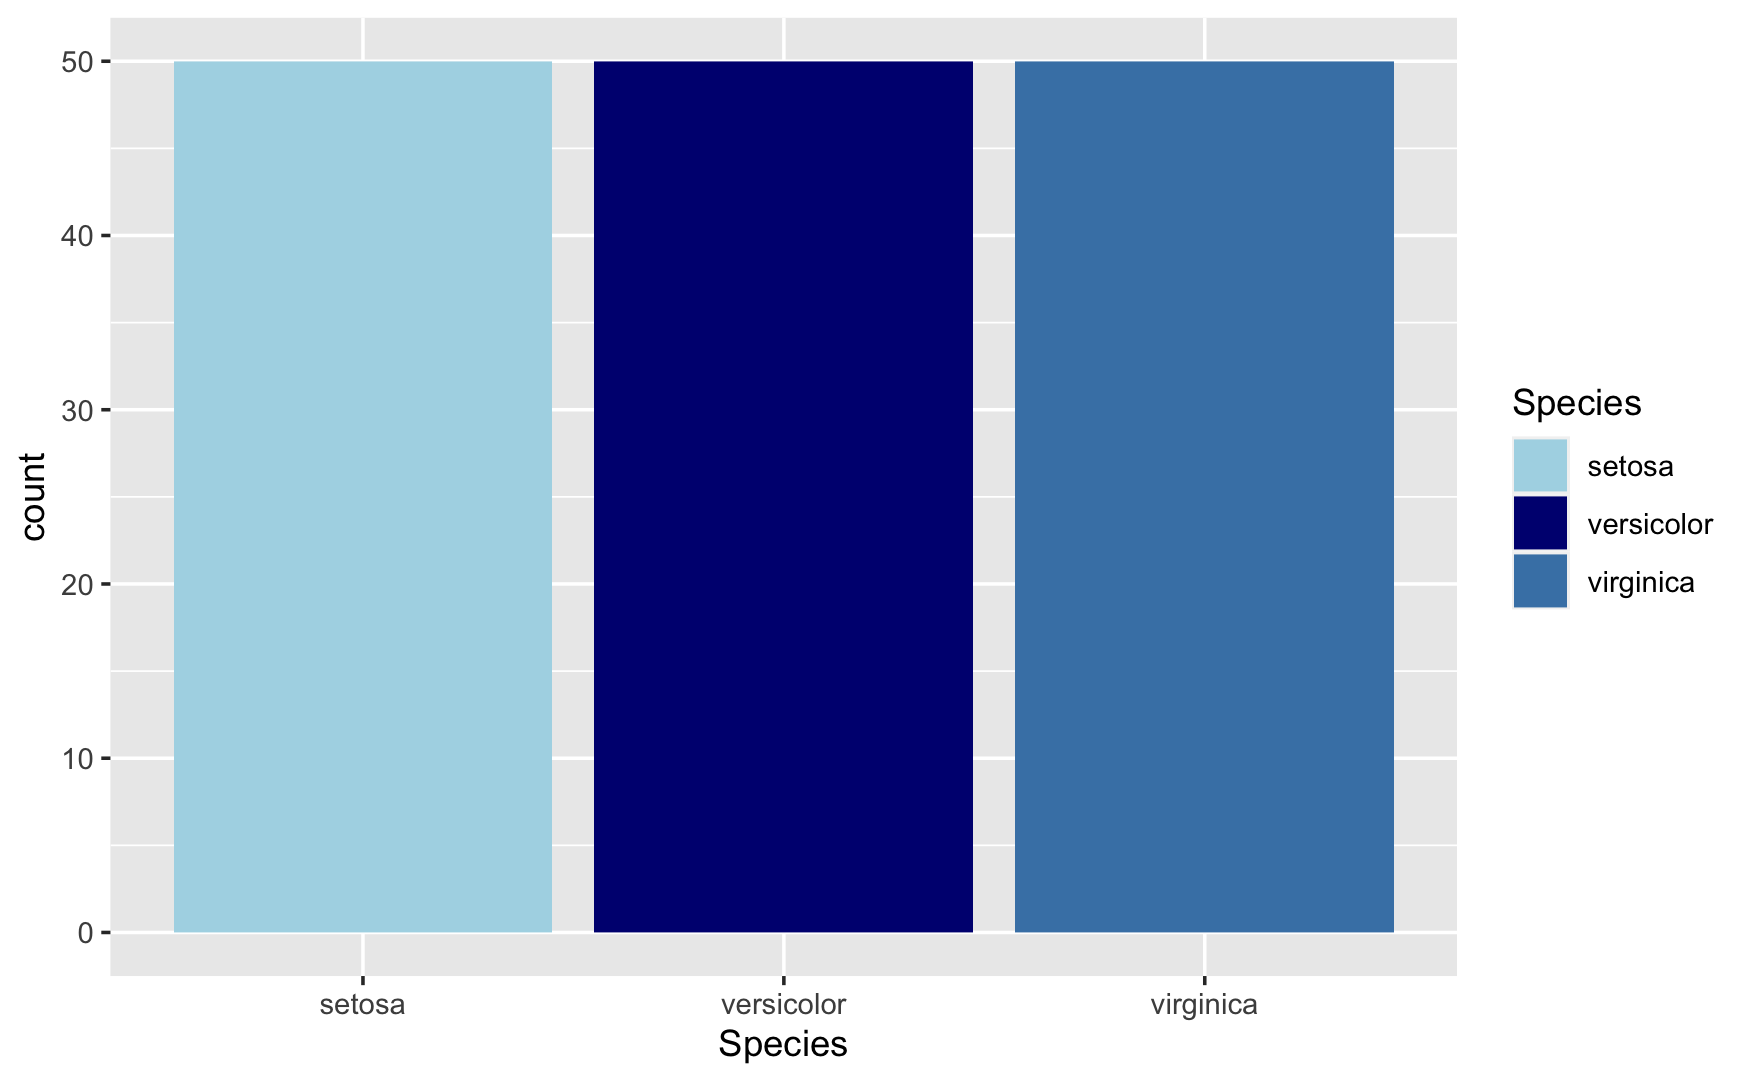 50
40
30
20
10
0
count
setosa
versicolor
virginica
Species
Species
setosa
versicolor
virginica